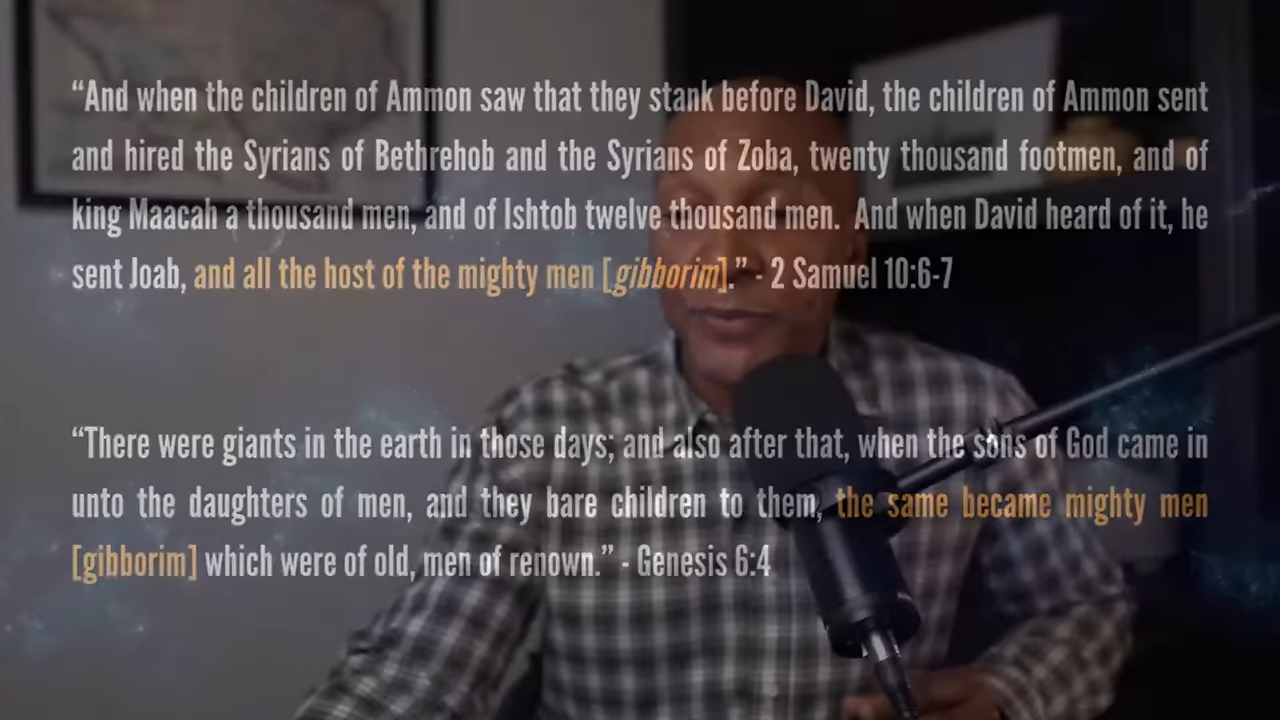 “And when the children of Ammon saw that they stank before David, the children of Ammon sent
and hired the Syrians of Bethrehob and the Syrians of Zoba, twenty thousand footmen, and of
king Maacah a thousand men, and of Ishtob twelve thousand men. And when David heard of it, he
sent Joab, and all the host of the mighty men [gibborim].” - 2 Samuel 10:6-7
“There were giants in the earth in those days; and also after that, when the sons of God came in
unto the daughters of men, and they bare children to them, the same became mighty men
[gibborim] which were of old, men of renown.” - Genesis 6:4